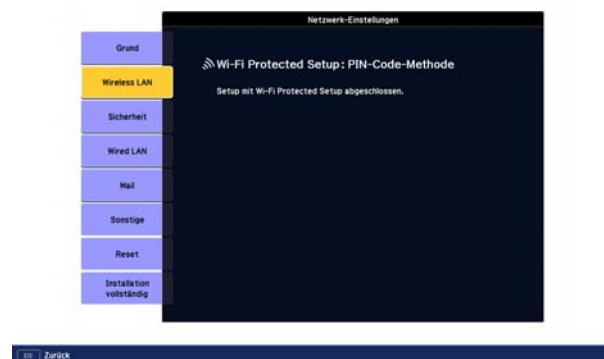 Netzwerk-Einstellungen
Grund
Wireless LAN
Sicherheit
Wired LAN
Mail
Sonstige
Reset
Installation
vollständig
Wi-Fi Protected Setup: PIN-Code-Methode
Setup mit Wi-Fi Protected Setup abgeschlossen.
Zurück